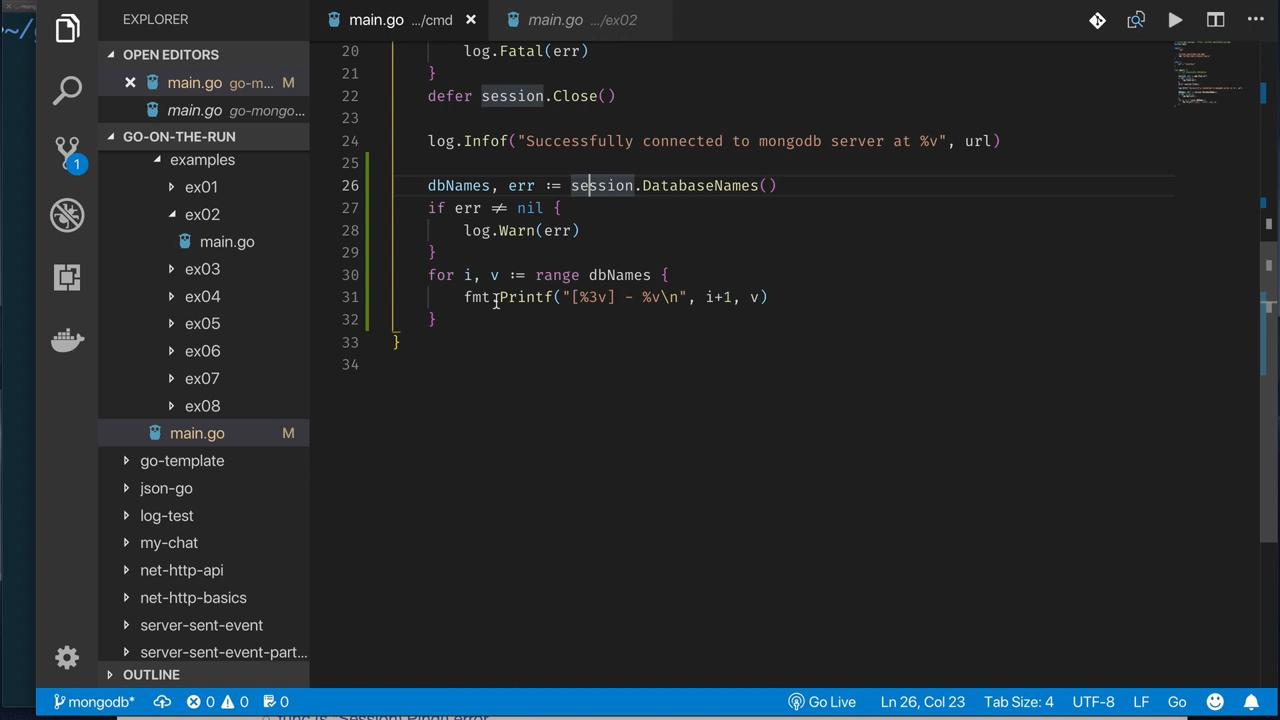 EXPLORER
OPEN EDITORS
main.go go-m... M
main.go go-mongo...
GO-ON-THE-RUN
examples
ex01
ex02
main.go
ex03
ex04
ex05
ex06
ex07
ex08
main.go M
go-template
json-go
log-test
my-chat
net-http-api
net-http-basics
server-sent-event
server-sent-event-part...
OUTLINE
1
main.go .../cmd
main.go .../ex02
20 log.Fatal(err)
21 }
22 defer session.Close()
23
24 log.Infof("Successfully connected to mongodb server at %v", url)
25
26 dbNames, err := session.DatabaseNames()
27 if err ≠ nil {
28 log.Warn(err)
29 }
30 for i, v := range dbNames {
31 fmt.Printf("[%3v] - %v\n", i+1, v)
32 }
33 }
34
mongodb* 0 0 0 Go Live Ln 26, Col 23 Tab Size: 4 UTF-8 LF Go